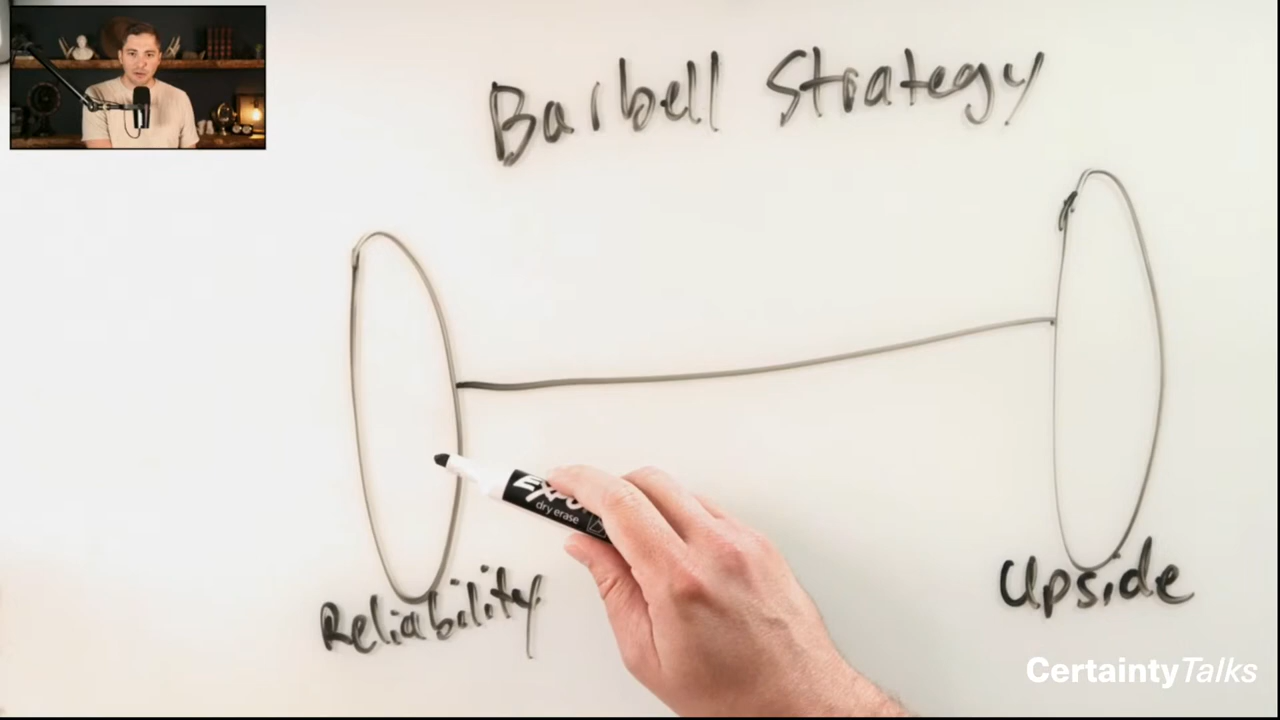 Barbell Strategy
EXPO
dry erase
Reliability
Upside
CertaintyTalks